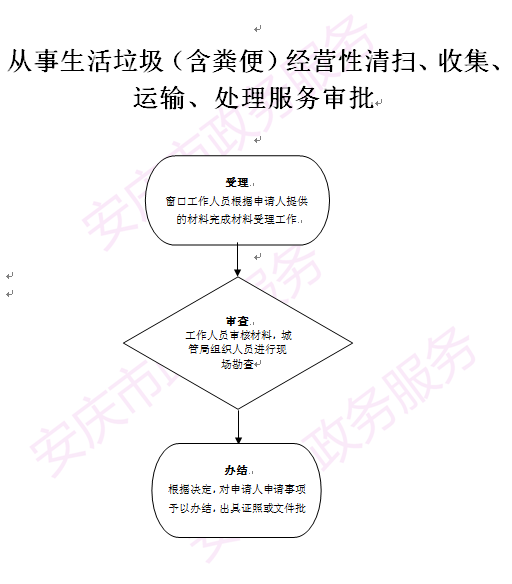 从事生活垃圾（含粪便）经营性清扫、收集、
运输、处理服务审批
受理
窗口工作人员根据申请人提供
的材料完成材料受理工作.
审查
工作人员审核材料，城
管局组织人员进行现
场勘查
办结
根据决定，对申请人申请事项
予以办结，出具证照或文件批
安庆市政务服务
安庆市政务服务
政务服务